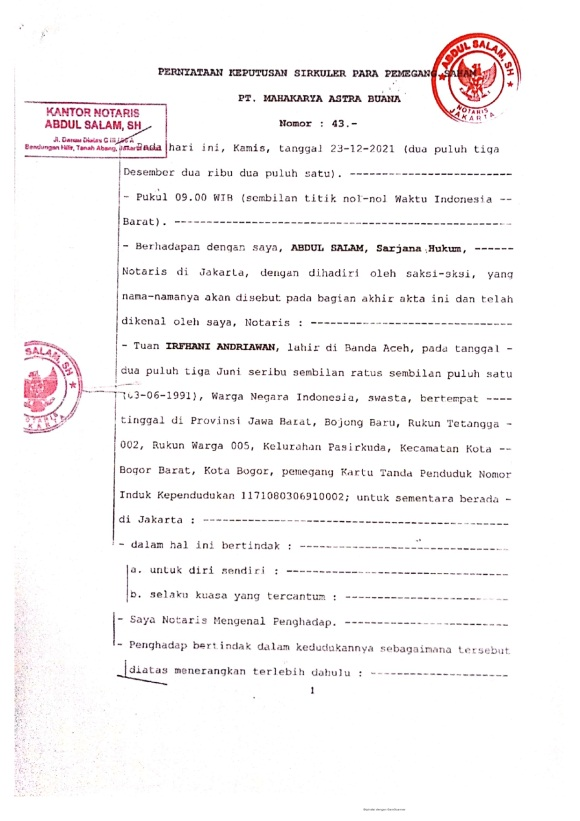 PERNYATAAN KEPUTUSAN SIRKULER PARA PEMEGANG SAHAM
PT. MAHAKARYA ASTRA BUANA
Nomor : 43.-
ABDUL SALAM, SH
NOTARIS
JAKARTA
KANTOR NOTARIS
ABDUL SALAM, SH
Jl. Danau Diatas
Bendungan Hilir, Tanah Abang,
Pada hari ini, Kamis, tanggal 23-12-2021 (dua puluh tiga
Desember dua ribu dua puluh satu). -------------------------
- Pukul 09.00 WIB (sembilan titik nol-nol Waktu Indonesia --
Barat). ----------------------------------------------------
- Berhadapan dengan saya, ABDUL SALAM, Sarjana Hukum, ------
Notaris di Jakarta, dengan dihadiri oleh saksi-sksi, yang
nama-namanya akan disebut pada bagian akhir akta ini dan telah
dikenal oleh saya, Notaris : -------------------------------
- Tuan IRFHANI ANDRIAWAN, lahir di Banda Aceh, pada tanggal -
dua puluh tiga Juni seribu sembilan ratus sembilan puluh satu
(03-06-1991), Warga Negara Indonesia, swasta, bertempat ----
tinggal di Provinsi Jawa Barat, Bojong Baru, Rukun Tetangga -
002, Rukun Warga 005, Kelurahan Pasirkuda, Kecamatan Kota --
Bogor Barat, Kota Bogor, pemegang Kartu Tanda Penduduk Nomor
Induk Kependudukan 1171080306910002; untuk sementara berada -
di Jakarta : -----------------------------------------------
- dalam hal ini bertindak : --------------------------------
a. untuk diri sendiri : ----------------------------------
b. selaku kuasa yang tercantum : -------------------------
- Saya Notaris Mengenal Penghadap. -------------------------
- Penghadap bertindak dalam kedudukannya sebagaimana tersebut
diatas menerangkan terlebih dahulu : ---------------------
SALAM, SH
NOTARIS
1